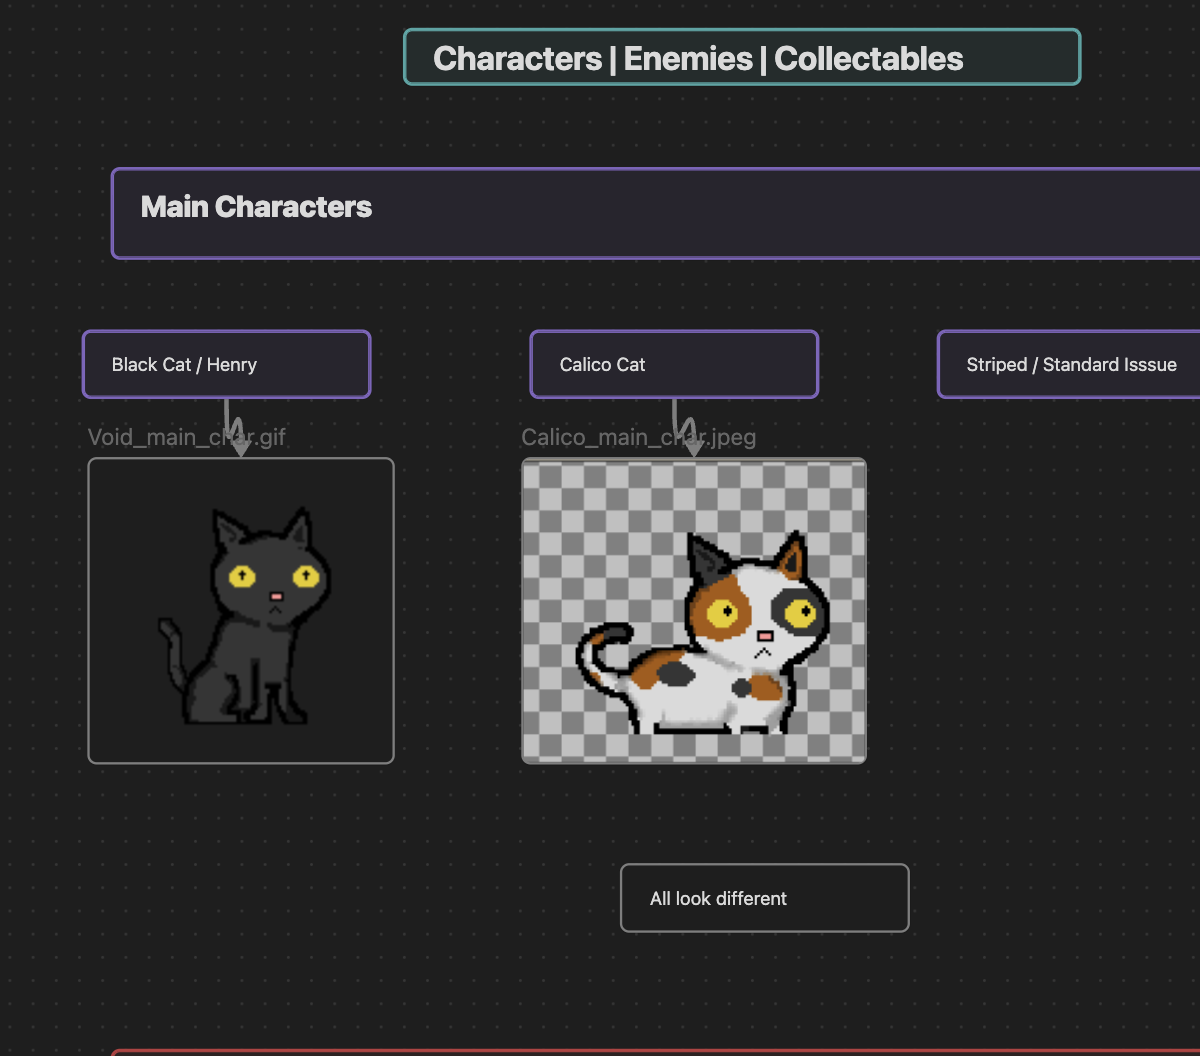 Characters | Enemies | Collectables
Main Characters
Black Cat / Henry
Calico Cat
Striped / Standard Isssue
Void_main_char.gif
Calico_main_char.jpeg
All look different